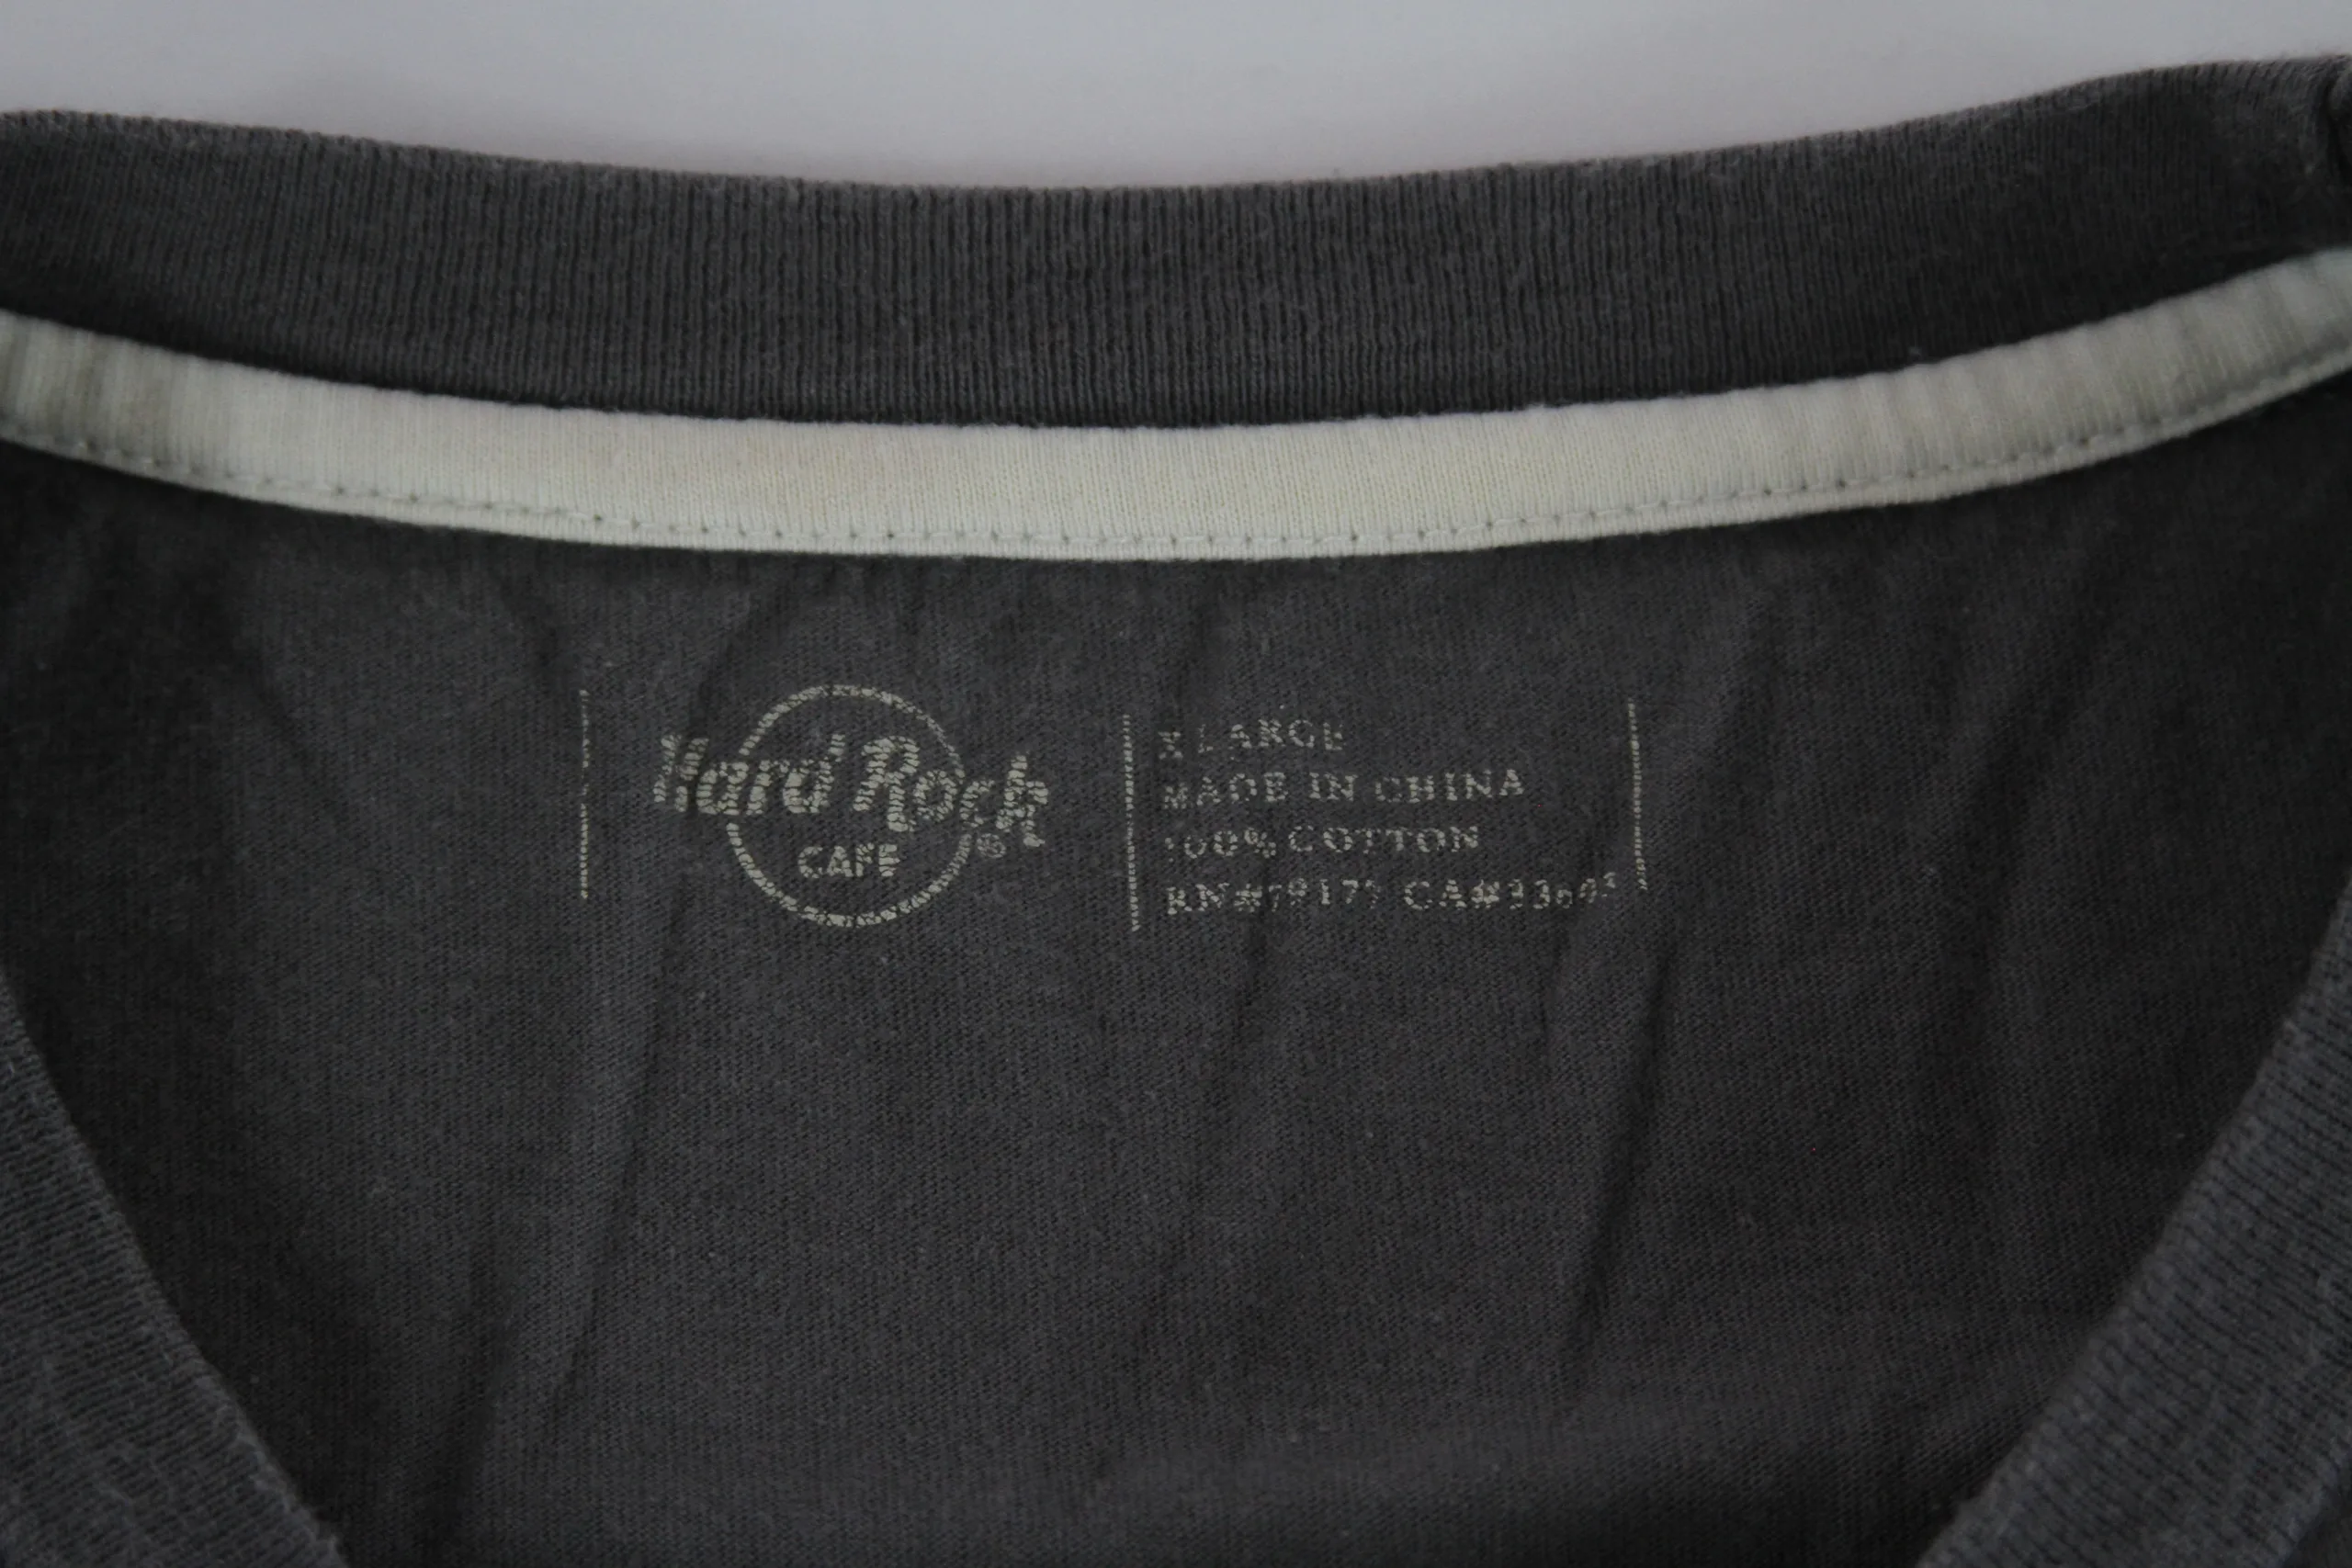 Hard Rock
CAFE
X LARGE
MADE IN CHINA
100% COTTON